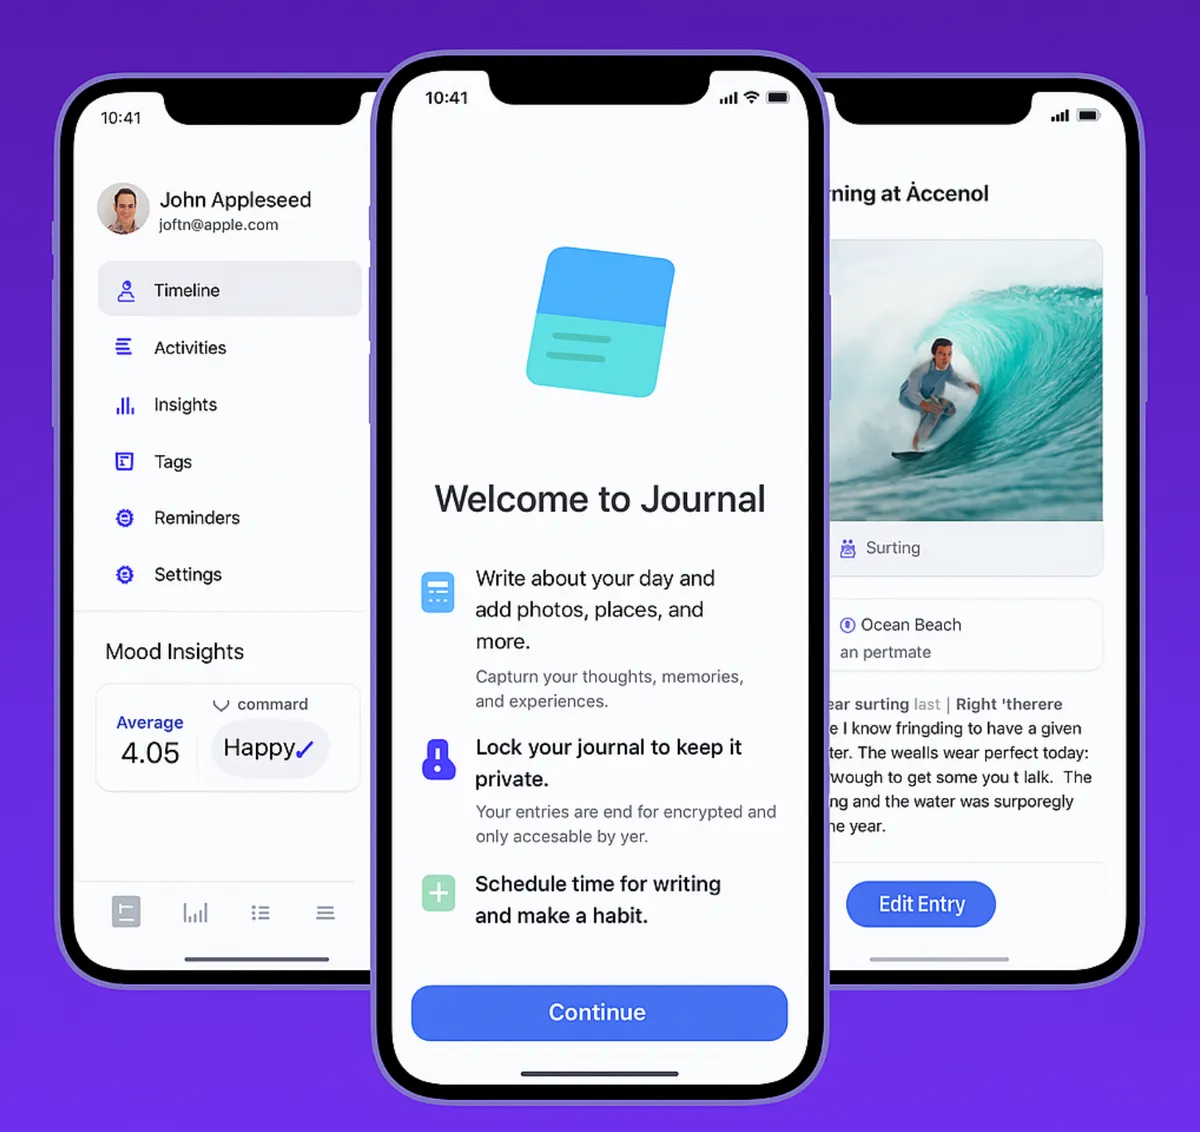 10:41
John Appleseed
joftn@apple.com
Timeline
Activities
Insights
Tags
Reminders
Settings
Mood Insights
commard
Average
4.05
Happy
10:41
Welcome to Journal
Write about your day and
add photos, places, and
more.
Capturn your thoughts, memories,
and experiences.
Lock your journal to keep it
private.
Your entries are end for encrypted and
only accesable by yer.
Schedule time for writing
and make a habit.
Continue
rning at Àccenol
Surting
Ocean Beach
an pertmate
ear surting last | Right 'therere
e I know fringding to have a given
ter. The wealls wear perfect today:
wough to get some you t lalk. The
ng and the water was surporegly
he year.
Edit Entry